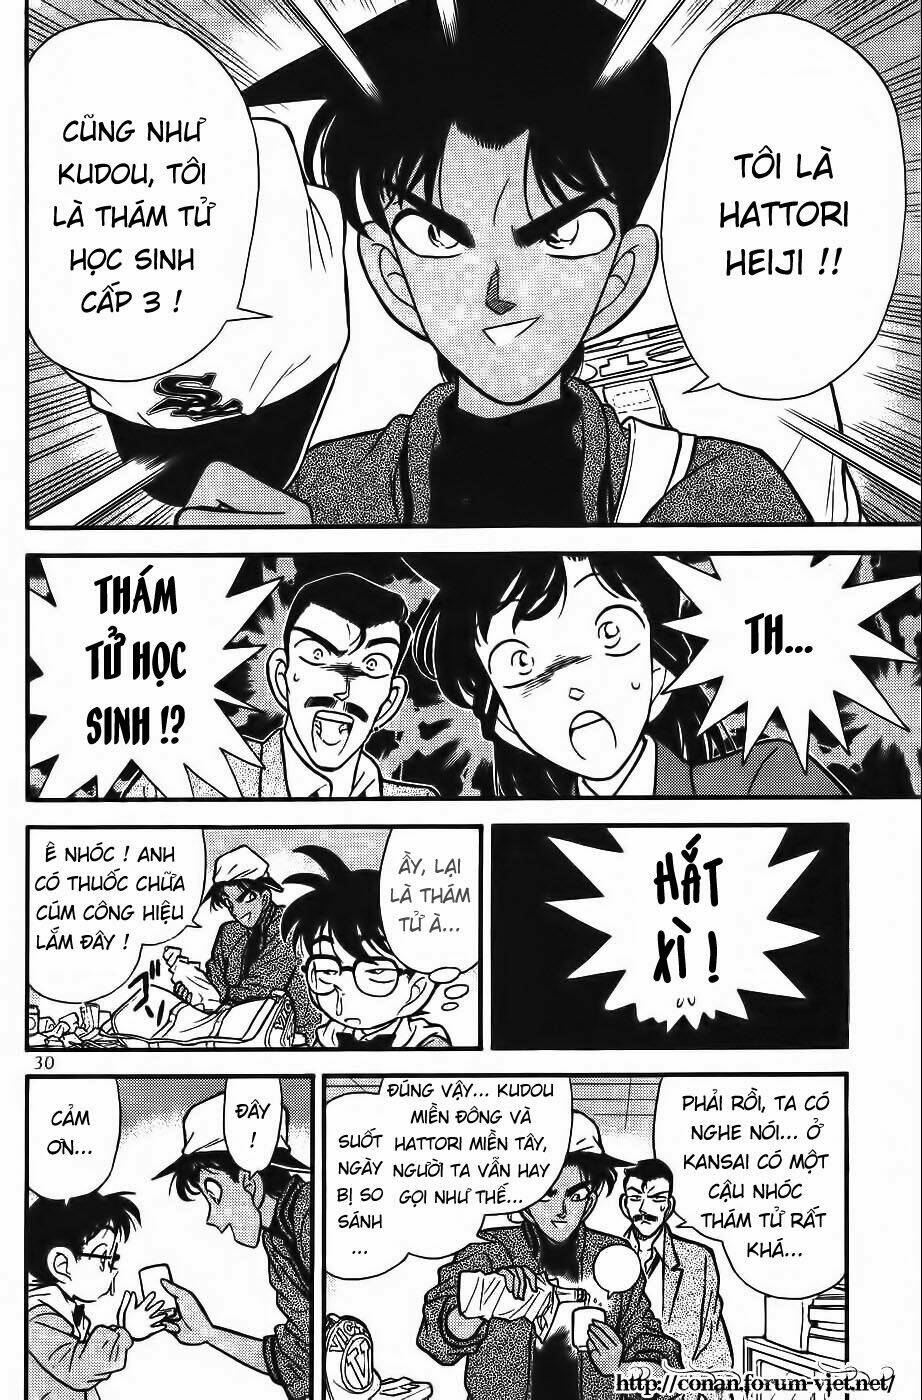 TÔI LÀ
HATTORI
HEIJI !!
CŨNG NHƯ
KUDOU, TÔI
LÀ THÁM TỬ
HỌC SINH
CẤP 3 !
TH...
THÁM
TỬ HỌC
SINH !?
HẮT
XÌ !
ẦY, LẠI
LÀ THÁM
TỬ À...
Ê NHÓC ! ANH
CÓ THUỐC CHỮA
CÚM CÔNG HIỆU
LẮM ĐÂY !
30
PHẢI RỒI, TA CÓ
NGHE NÓI... Ở
KANSAI CÓ MỘT
CẬU NHÓC
THÁM TỬ RẤT
KHÁ...
ĐÚNG VẬY... KUDOU
MIỀN ĐÔNG VÀ
HATTORI MIỀN TÂY,
NGƯỜI TA VẪN HAY
GỌI NHƯ THẾ...
SUỐT
NGÀY
BỊ SO
SÁNH
...
ĐÂY
!
CẢM
ƠN...
http://conan.forum-viet.net/